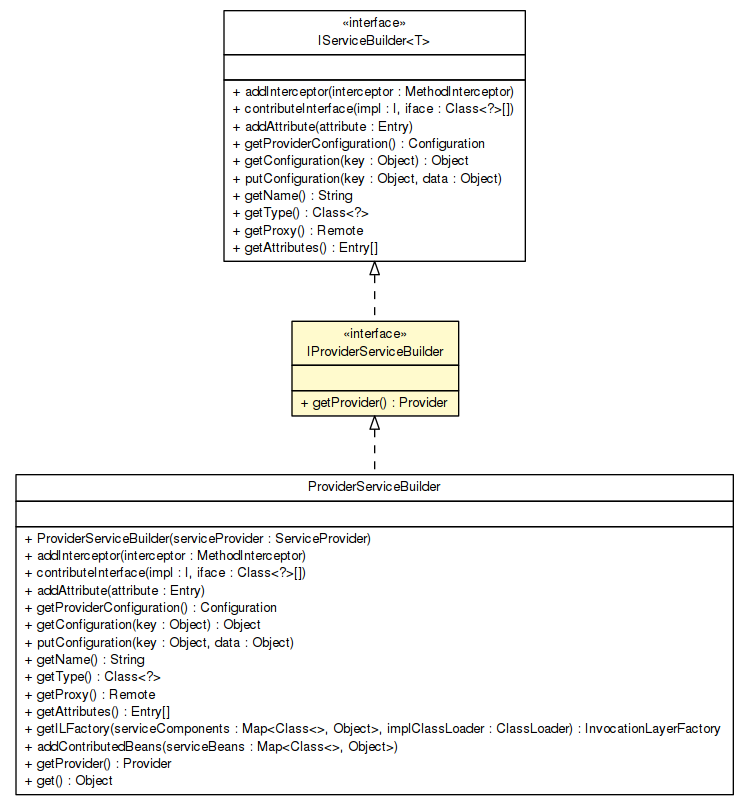 «interface»
IServiceBuilder<T>
+ addInterceptor(interceptor : MethodInterceptor)
+ contributeInterface(impl : I, iface : Class<?>[])
+ addAttribute(attribute : Entry)
+ getProviderConfiguration() : Configuration
+ getConfiguration(key : Object) : Object
+ putConfiguration(key : Object, data : Object)
+ getName() : String
+ getType() : Class<?>
+ getProxy() : Remote
+ getAttributes() : Entry[]
«interface»
IProviderServiceBuilder
+ getProvider() : Provider
ProviderServiceBuilder
+ ProviderServiceBuilder(serviceProvider : ServiceProvider)
+ addInterceptor(interceptor : MethodInterceptor)
+ contributeInterface(impl : I, iface : Class<?>[])
+ addAttribute(attribute : Entry)
+ getProviderConfiguration() : Configuration
+ getConfiguration(key : Object) : Object
+ putConfiguration(key : Object, data : Object)
+ getName() : String
+ getType() : Class<?>
+ getProxy() : Remote
+ getAttributes() : Entry[]
+ getILFactory(serviceComponents : Map<Class<>, Object>, implClassLoader : ClassLoader) : InvocationLayerFactory
+ addContributedBeans(serviceBeans : Map<Class<>, Object>)
+ getProvider() : Provider
+ get() : Object